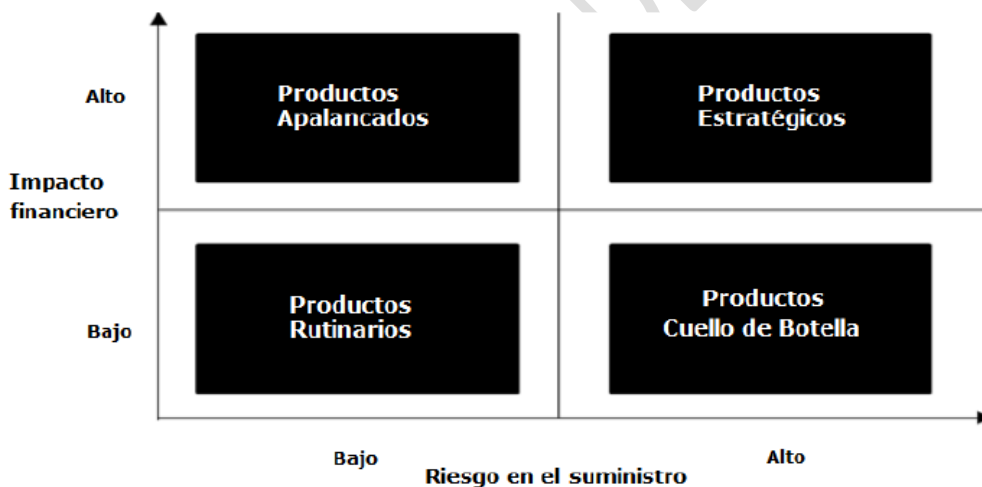 Alto
Productos
Apalancados
Productos
Estratégicos
Impacto
financiero
Bajo
Productos
Rutinarios
Productos
Cuello de Botella
Bajo
Alto
Riesgo en el suministro